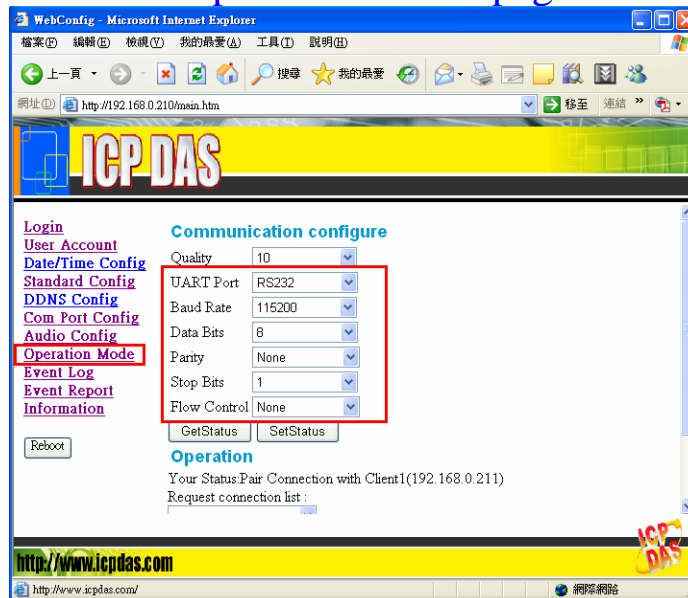 WebConfig - Microsoft Internet Explorer
檔案(F) 編輯(E) 檢視(V) 我的最愛(A) 工具(T) 說明(H)
上一頁 搜尋 我的最愛
網址(D) http://192.168.0.210/main.htm 移至 連結 »
ICP DAS
Login
User Account
Date/Time Config
Standard Config
DDNS Config
Com Port Config
Audio Config
Operation Mode
Event Log
Event Report
Information
Reboot
Communication configure
Quality 10
UART Port RS232
Baud Rate 115200
Data Bits 8
Parity None
Stop Bits 1
Flow Control None
GetStatus SetStatus
Operation
Your Status:Pair Connection with Client1(192.168.0.211)
Request connection list :
ICP DAS
http://www.icpdas.com
http://www.icpdas.com/ 網際網路